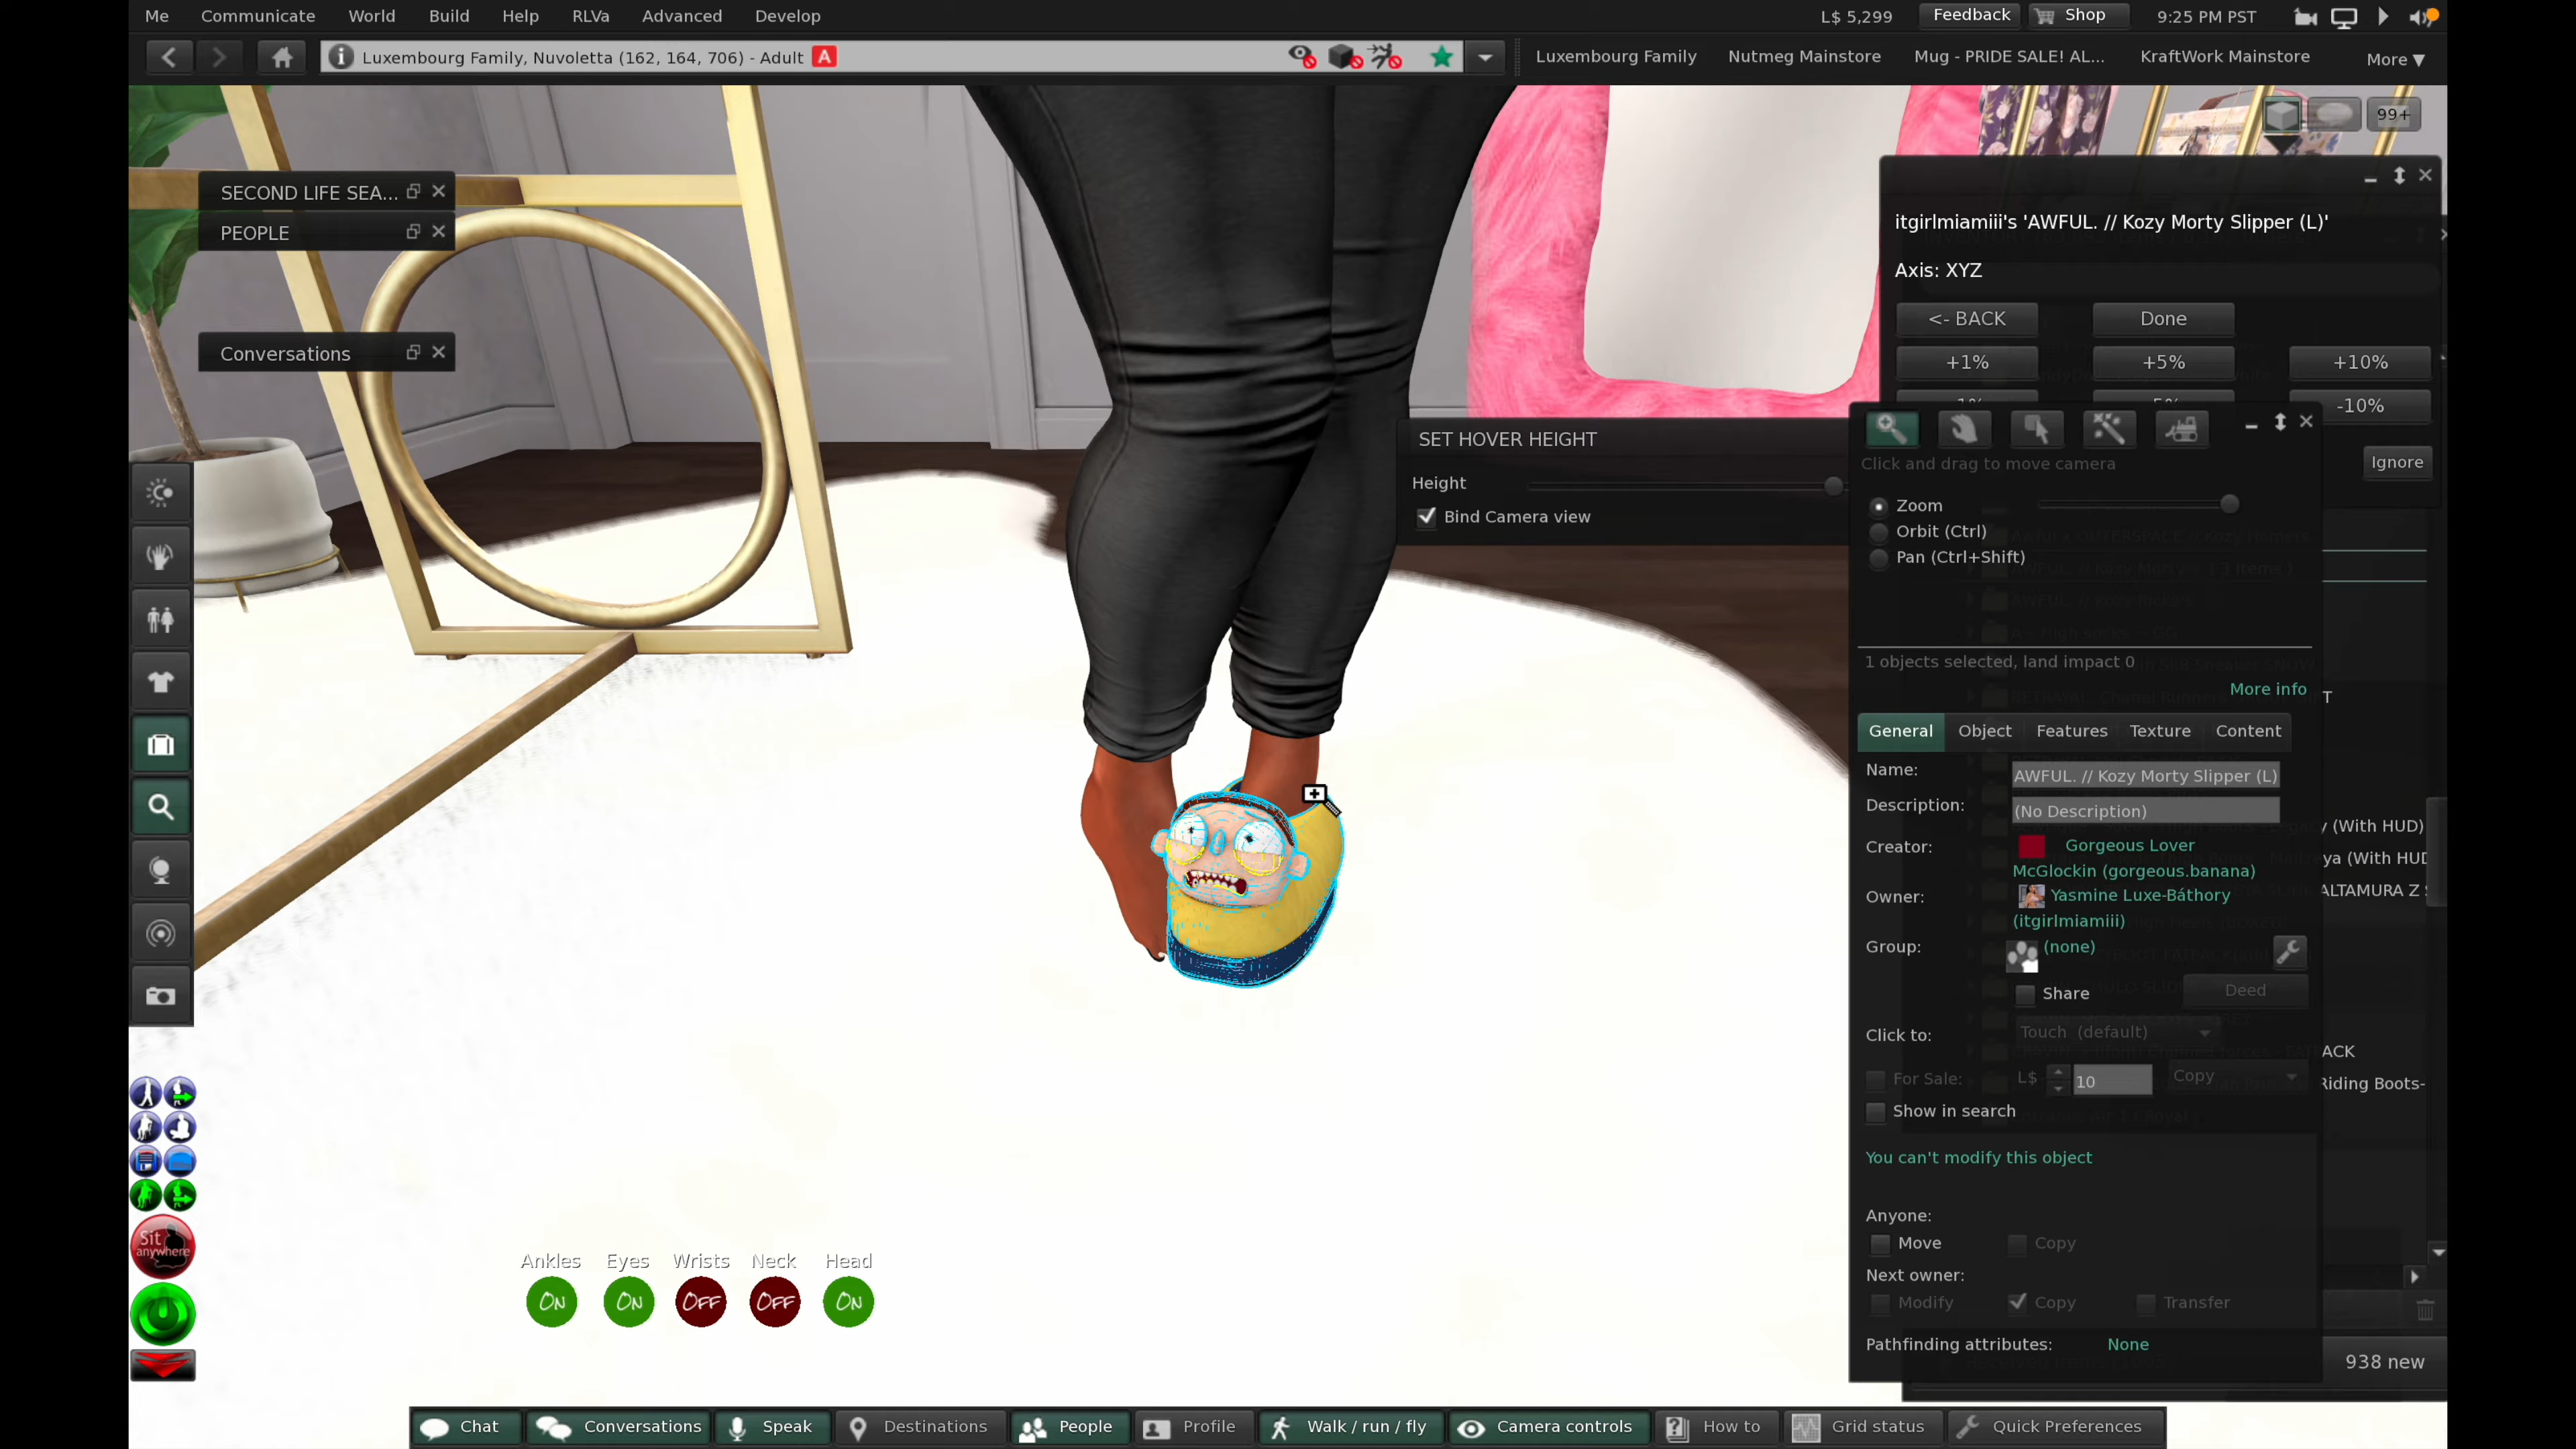 Me Communicate World Build Help RLVa Advanced Develop L$ 5,299 Feedback Shop 9:25 PM PST
Luxembourg Family, Nuvoletta (162, 164, 706) - Adult A Luxembourg Family Nutmeg Mainstore Mug - PRIDE SALE! AL... KraftWork Mainstore More ▼
99+
SECOND LIFE SEA...
PEOPLE
Conversations
itgirlmiamiii's 'AWFUL. // Kozy Morty Slipper (L)'
Axis: XYZ
<- BACK Done
+1% +5% +10%
-10%
Ignore
SET HOVER HEIGHT
Height
Bind Camera view
Click and drag to move camera
Zoom
Orbit (Ctrl)
Pan (Ctrl+Shift)
1 objects selected, land impact 0
More info
General Object Features Texture Content
Name: AWFUL. // Kozy Morty Slipper (L)
Description: (No Description)
Creator: Gorgeous Lover
McGlockin (gorgeous.banana)
Owner: Yasmine Luxe-Báthory
(itgirlmiamiii)
Group: (none)
Share Deed
Click to: Touch (default)
For Sale: L$ 10 Copy
Show in search
You can't modify this object
Anyone:
Move Copy
Next owner:
Modify Copy Transfer
Pathfinding attributes: None
(With HUD)
ALTAMURA Z
Riding Boots-
938 new
Sit
anywhere
Ankles Eyes Wrists Neck Head
ON ON OFF OFF ON
Chat Conversations Speak Destinations People Profile Walk / run / fly Camera controls How to Grid status Quick Preferences